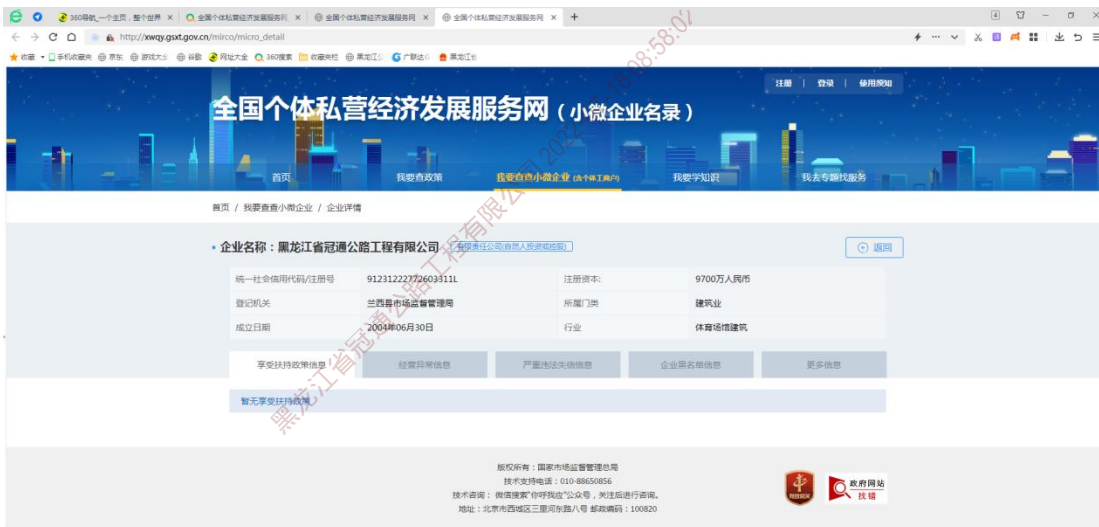 360导航_一个主页，整个世界
全国个体私营经济发展服务网
全国个体私营经济发展服务网
全国个体私营经济发展服务网
http://xwqy.gsxt.gov.cn/mirco/micro_detail
收藏 手机收藏夹 京东 游戏大全 谷歌 网址大全 360搜索 收藏夹栏 黑龙江 广联达 黑龙江
注册 | 登录 | 使用须知
全国个体私营经济发展服务网（小微企业名录）
首页 我要查政策 我要查查小微企业（含个体工商户） 我要学知识 我去专题找服务
首页 / 我要查查小微企业 / 企业详情
企业名称：黑龙江省冠通公路工程有限公司 有限责任公司(自然人投资或控股) 返回
统一社会信用代码/注册号 91231222772603311L 注册资本: 9700万人民币
登记机关 兰西县市场监督管理局 所属门类 建筑业
成立日期 2004年06月30日 行业 体育场馆建筑
享受扶持政策信息 经营异常信息 严重违法失信信息 企业黑名单信息 更多信息
暂无享受扶持政策
黑龙江省冠通公路工程有限公司
版权所有：国家市场监督管理总局
技术支持电话：010-88650856
技术咨询：微信搜索"你呼我应"公众号，关注后进行咨询。
地址：北京市西城区三里河东路八号 邮政编码：100820
政府网站
找错